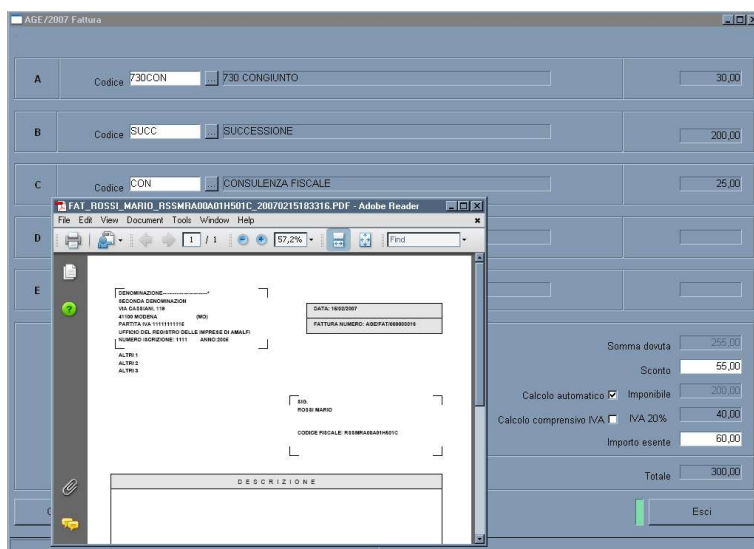 AGE/2007 Fattura
A Codice 730CON ... 730 CONGIUNTO 30,00
B Codice SUCC ... SUCCESSIONE 200,00
C Codice CON ... CONSULENZA FISCALE 25,00
FAT_ROSSI_MARIO_RSSMRA00A01H501C_20070215183316.PDF - Adobe Reader
File Edit View Document Tools Window Help
1 / 1 57,2% Find
D
E
DENOMINAZIONE
SECONDA DENOMINAZION
VIA CASSIANI, 119
41100 MODENA (MO)
PARTITA IVA 11111111116
UFFICIO DEL REGISTRO DELLE IMPRESE DI AMALFI
NUMERO ISCRIZIONE: 1111 ANNO:2005
ALTRI 1
ALTRI 2
ALTRI 3
DATA: 15/02/2007
FATTURA NUMERO: AGE/FAT/000000018
SIG.
ROSSI MARIO
CODICE FISCALE: RSSMRA00A01H501C
DESCRIZIONE
Somma dovuta 255,00
Sconto 55,00
Calcolo automatico Imponibile 200,00
Calcolo comprensivo IVA IVA 20% 40,00
Importo esente 60,00
Totale 300,00
Esci